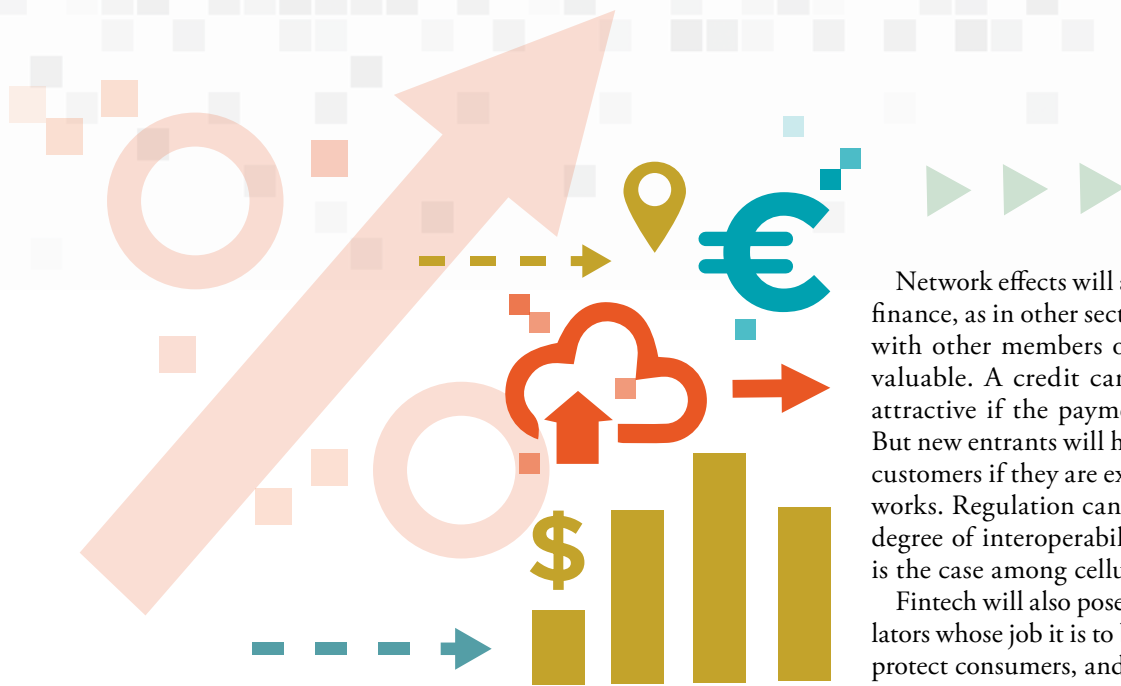 €
$
Network effects will
finance, as in other sect
with other members o
valuable. A credit car
attractive if the payme
But new entrants will h
customers if they are ex
works. Regulation can
degree of interoperabil
is the case among cellu
Fintech will also pose
lators whose job it is to
protect consumers, and